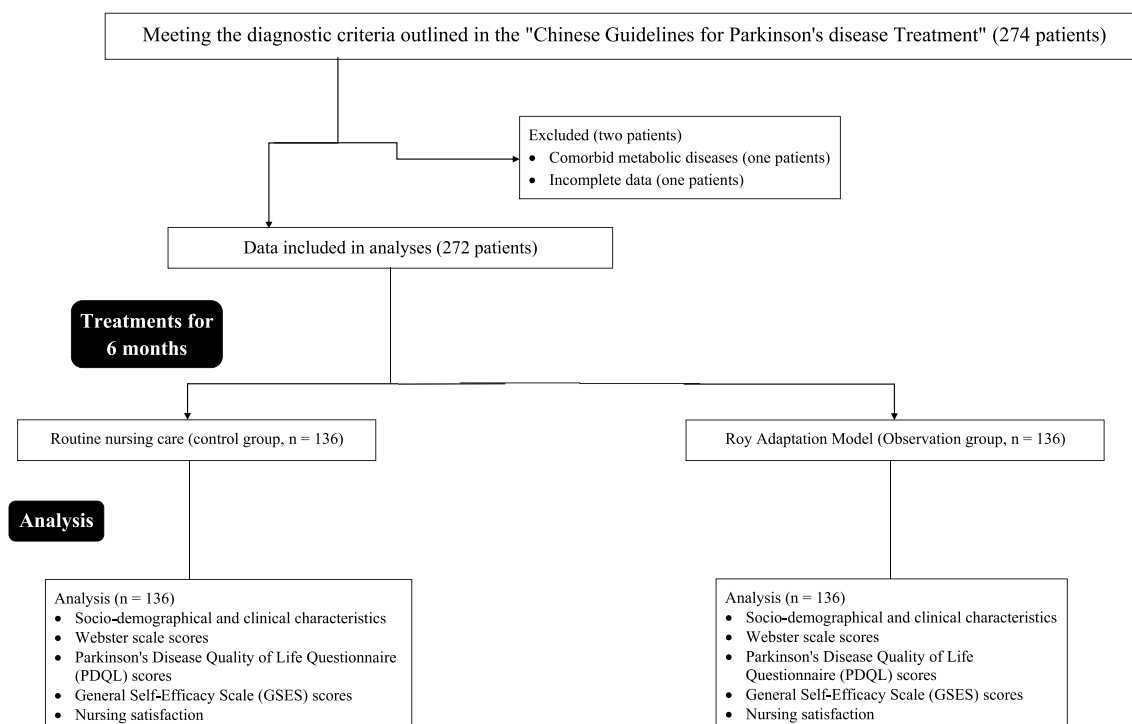 Meeting the diagnostic criteria outlined in the "Chinese Guidelines for Parkinson's disease Treatment" (274 patients)
Excluded (two patients)
• Comorbid metabolic diseases (one patients)
• Incomplete data (one patients)
Data included in analyses (272 patients)
Treatments for
6 months
Routine nursing care (control group, n = 136)
Roy Adaptation Model (Observation group, n = 136)
Analysis
Analysis (n = 136)
• Socio-demographical and clinical characteristics
• Webster scale scores
• Parkinson's Disease Quality of Life Questionnaire
(PDQL) scores
• General Self-Efficacy Scale (GSES) scores
• Nursing satisfaction
Analysis (n = 136)
• Socio-demographical and clinical characteristics
• Webster scale scores
• Parkinson's Disease Quality of Life
Questionnaire (PDQL) scores
• General Self-Efficacy Scale (GSES) scores
• Nursing satisfaction